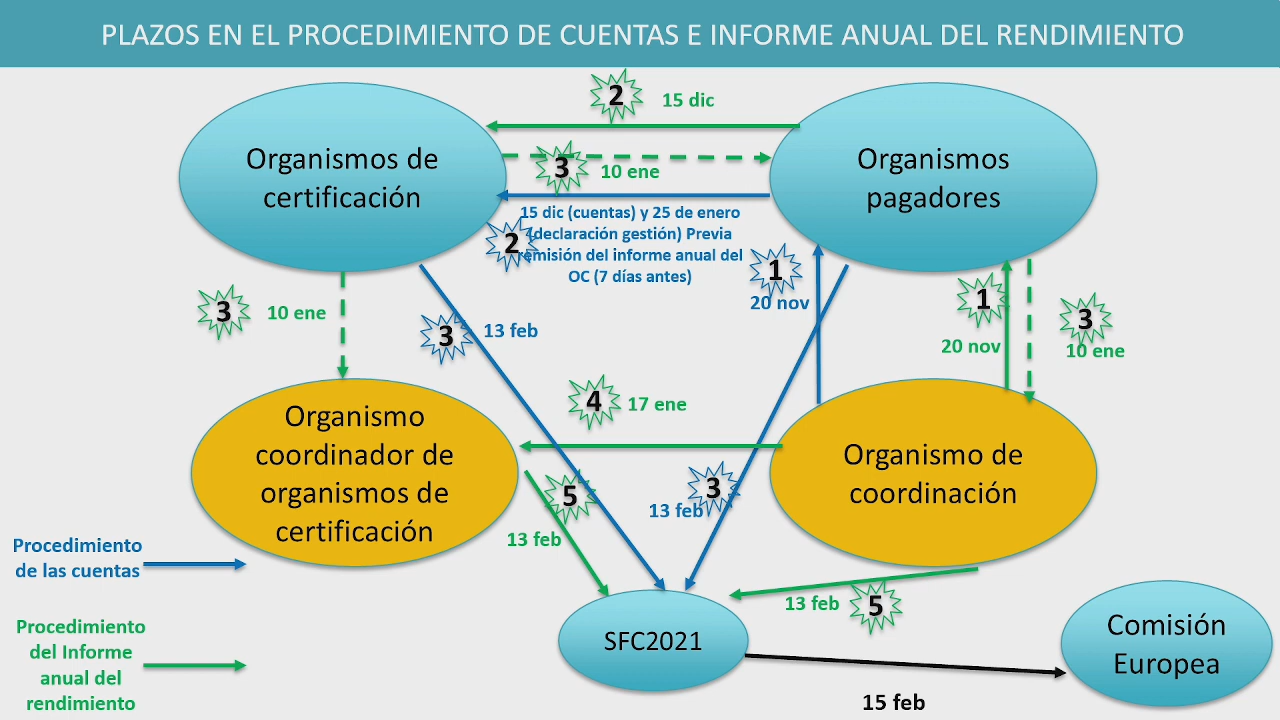 PLAZOS EN EL PROCEDIMIENTO DE CUENTAS E INFORME ANUAL DEL RENDIMIENTO
2
15 dic
Organismos de
certificación
Organismos
pagadores
3
10 ene
15 dic (cuentas) y 25 de enero
(declaración gestión) Previa
remisión del informe anual del
OC (7 días antes)
2
1
20 nov
3
10 ene
3
13 feb
1
20 nov
3
10 ene
4
17 ene
Organismo
coordinador de
organismos de
certificación
Organismo de
coordinación
5
13 feb
3
13 feb
Procedimiento
de las cuentas
13 feb
5
Procedimiento
del Informe
anual del
rendimiento
SFC2021
Comisión
Europea
15 feb